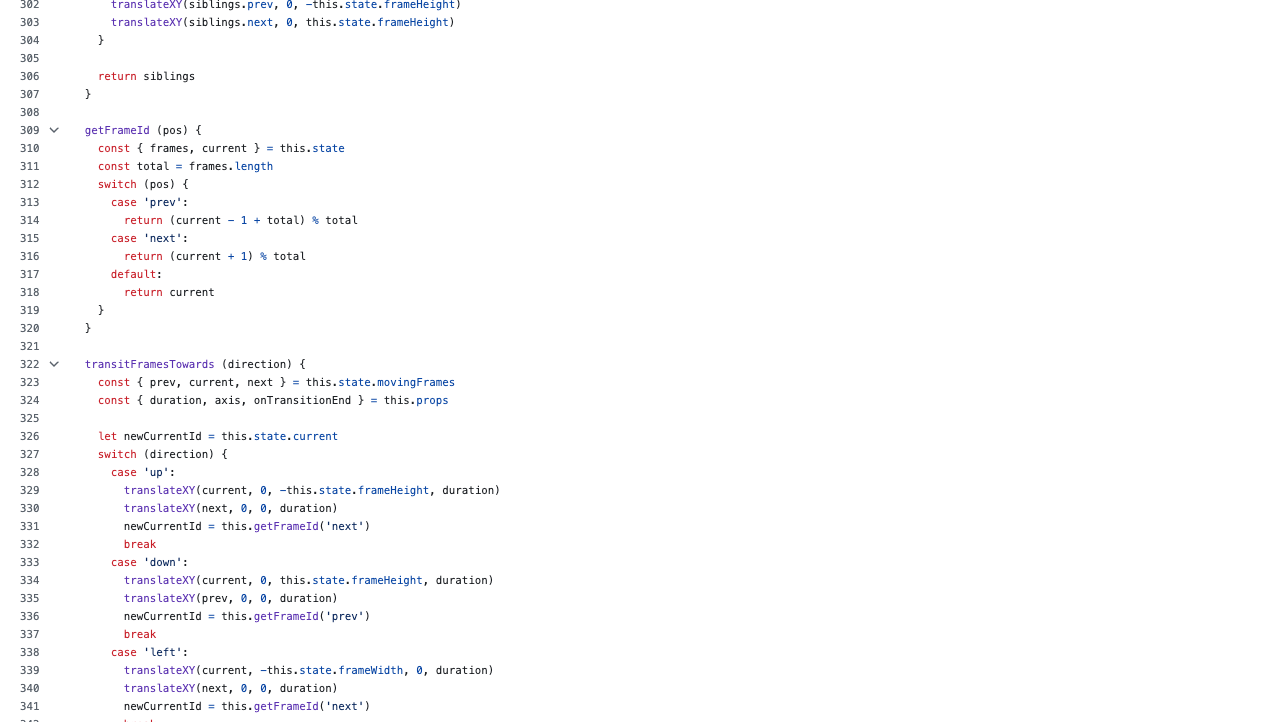 302 translateXY(siblings.prev, 0, -this.state.frameHeight)
303 translateXY(siblings.next, 0, this.state.frameHeight)
304 }
305
306 return siblings
307 }
308
309 getFrameId (pos) {
310 const { frames, current } = this.state
311 const total = frames.length
312 switch (pos) {
313 case 'prev':
314 return (current - 1 + total) % total
315 case 'next':
316 return (current + 1) % total
317 default:
318 return current
319 }
320 }
321
322 transitFramesTowards (direction) {
323 const { prev, current, next } = this.state.movingFrames
324 const { duration, axis, onTransitionEnd } = this.props
325
326 let newCurrentId = this.state.current
327 switch (direction) {
328 case 'up':
329 translateXY(current, 0, -this.state.frameHeight, duration)
330 translateXY(next, 0, 0, duration)
331 newCurrentId = this.getFrameId('next')
332 break
333 case 'down':
334 translateXY(current, 0, this.state.frameHeight, duration)
335 translateXY(prev, 0, 0, duration)
336 newCurrentId = this.getFrameId('prev')
337 break
338 case 'left':
339 translateXY(current, -this.state.frameWidth, 0, duration)
340 translateXY(next, 0, 0, duration)
341 newCurrentId = this.getFrameId('next')